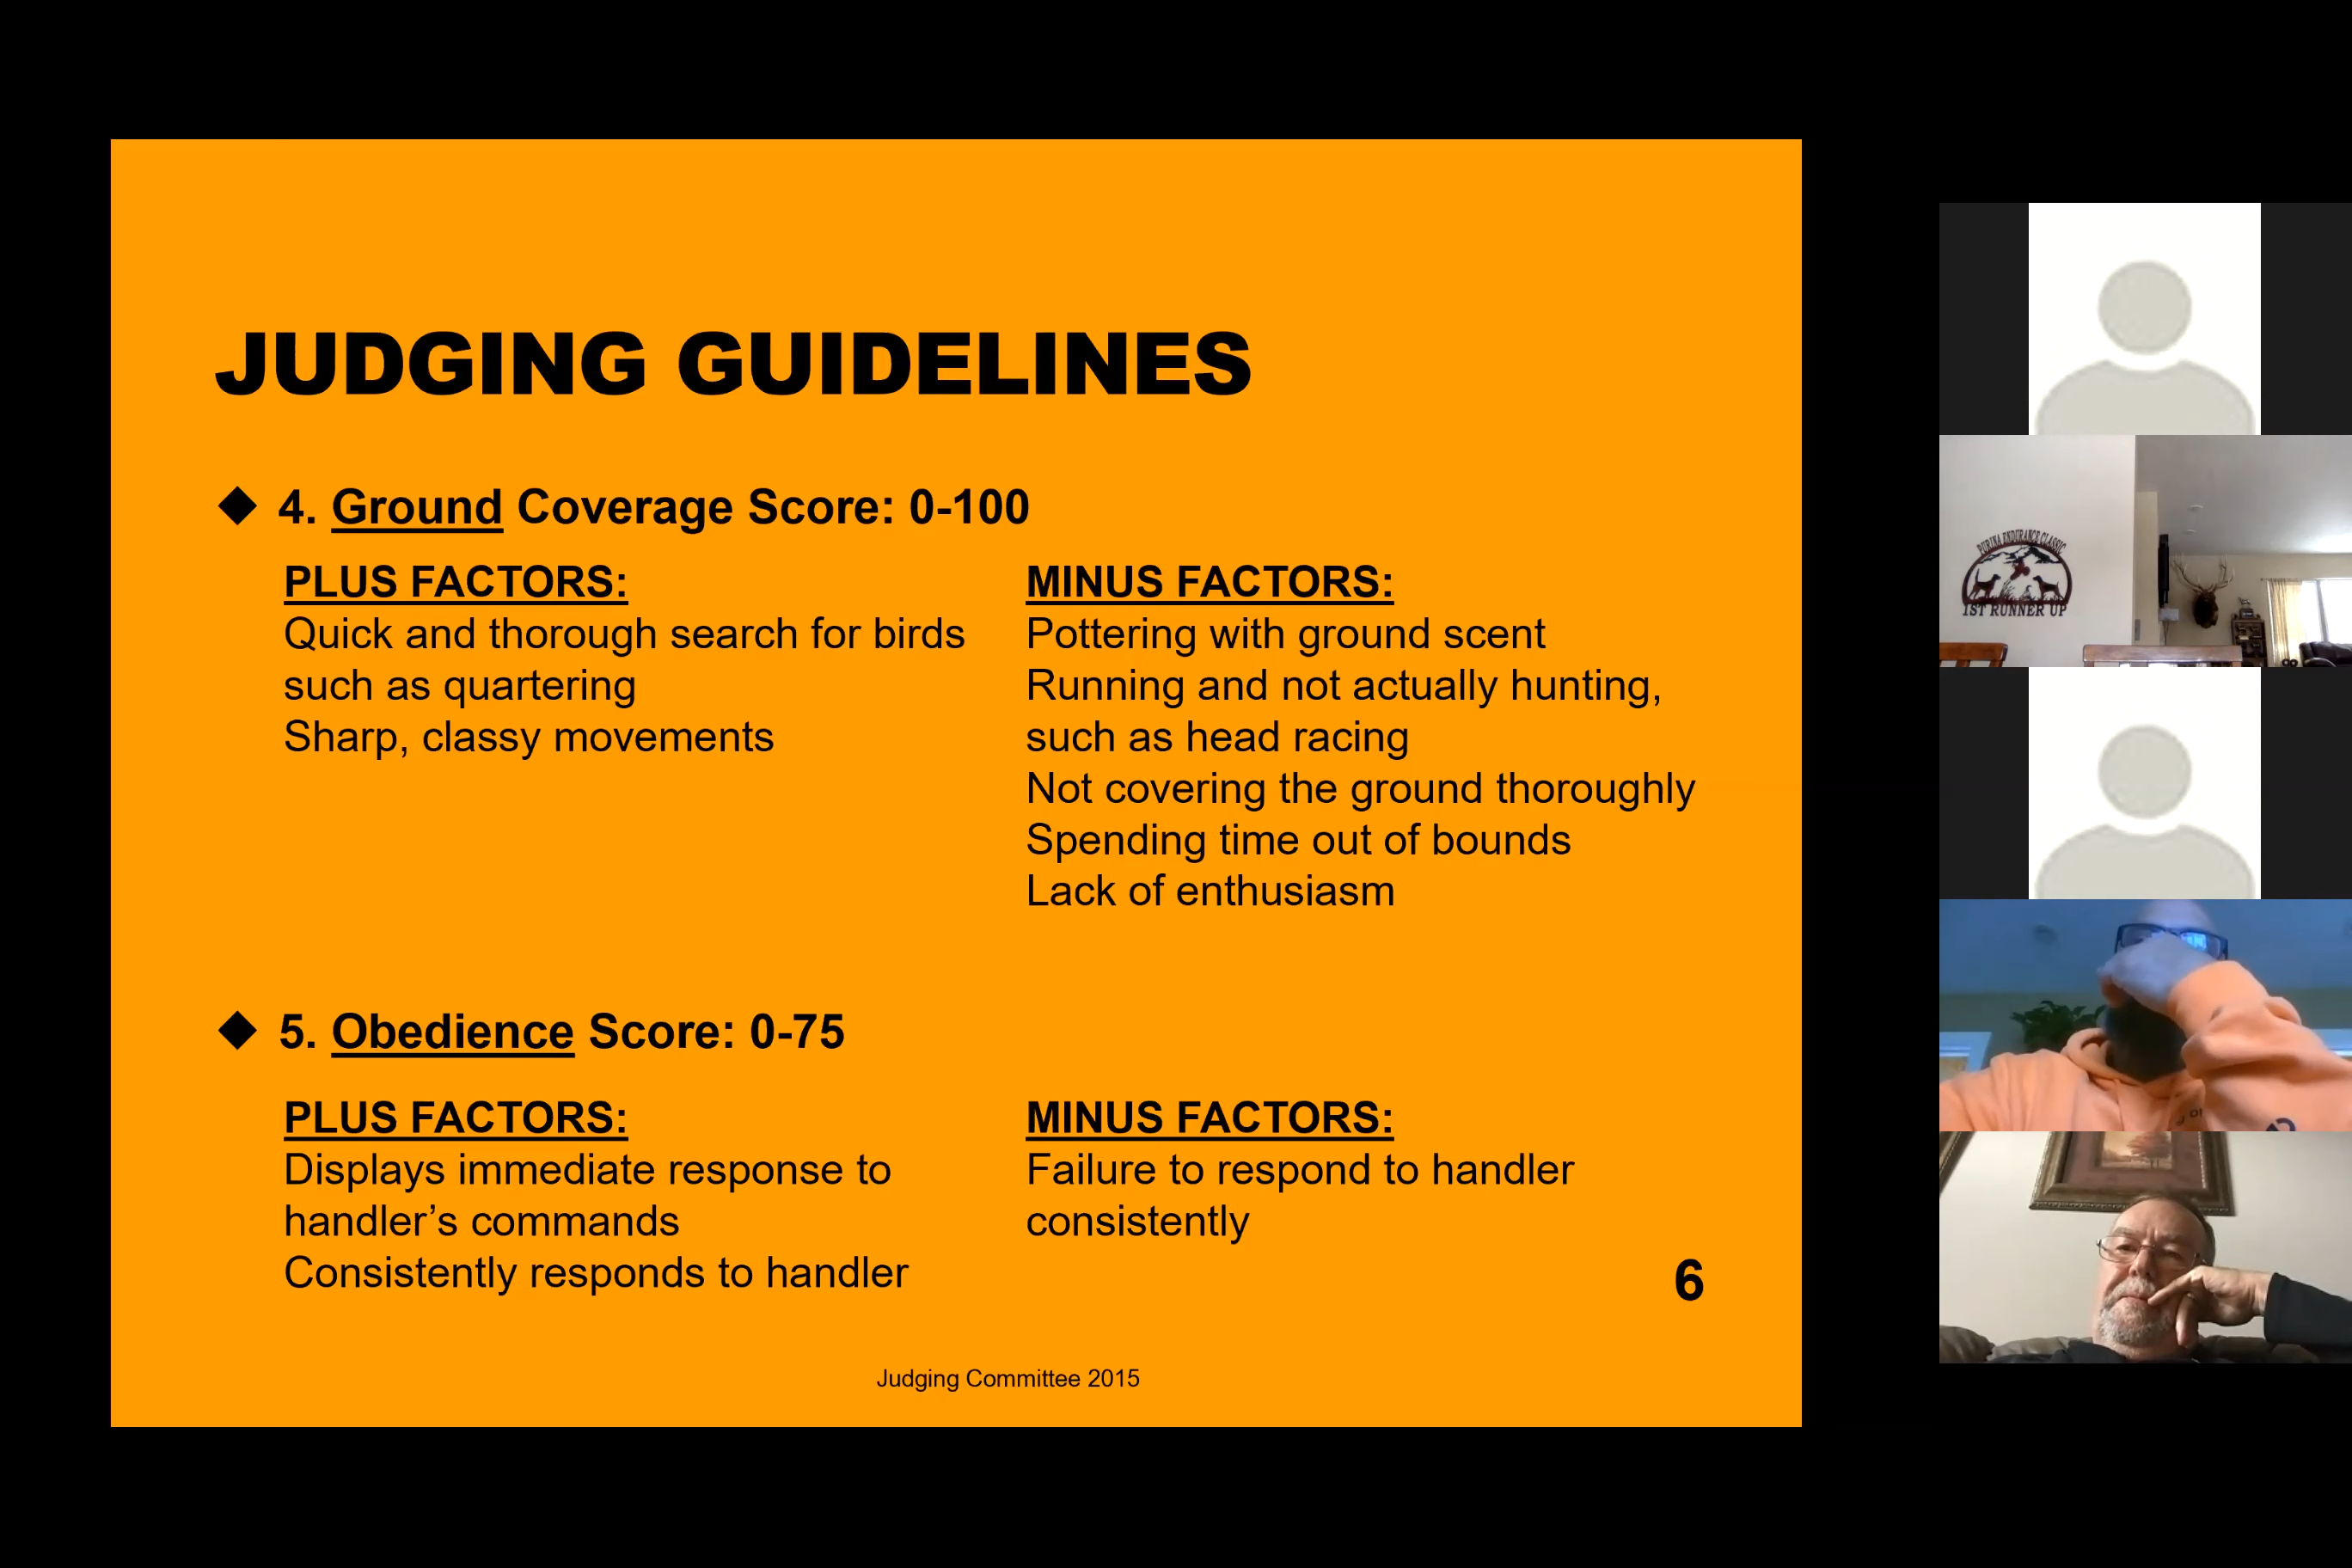 JUDGING GUIDELINES
4. Ground Coverage Score: 0-100
PLUS FACTORS:
Quick and thorough search for birds
such as quartering
Sharp, classy movements
MINUS FACTORS:
Pottering with ground scent
Running and not actually hunting,
such as head racing
Not covering the ground thoroughly
Spending time out of bounds
Lack of enthusiasm
5. Obedience Score: 0-75
PLUS FACTORS:
Displays immediate response to
handler’s commands
Consistently responds to handler
MINUS FACTORS:
Failure to respond to handler
consistently
6
Judging Committee 2015
PURINA ENDURANCE CLASSIC
1ST RUNNER UP